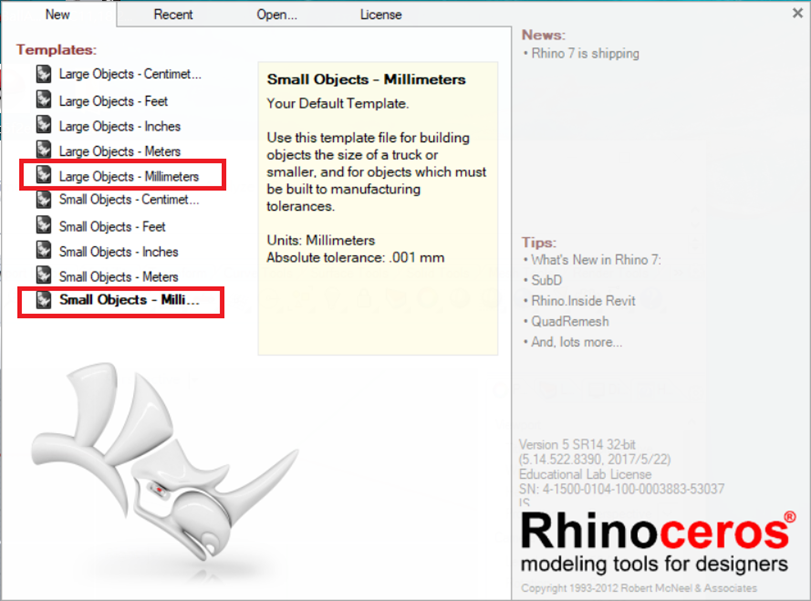 New
Recent
Open...
License
Templates:
Large Objects - Centimet...
Large Objects - Feet
Large Objects - Inches
Large Objects - Meters
Large Objects - Millimeters
Small Objects - Centimet...
Small Objects - Feet
Small Objects - Inches
Small Objects - Meters
Small Objects - Milli...
Small Objects - Millimeters
Your Default Template.
Use this template file for building
objects the size of a truck or
smaller, and for objects which must
be built to manufacturing
tolerances.
Units: Millimeters
Absolute tolerance: .001 mm
News:
• Rhino 7 is shipping
Tips:
• What's New in Rhino 7:
• SubD
• Rhino.Inside Revit
• QuadRemesh
• And, lots more...
Version 5 SR14 32-bit
(5.14.522.8390, 2017/5/22)
Educational Lab License
SN: 4-1500-0104-100-0003883-53037
Rhinoceros®
modeling tools for designers
Copyright 1993-2012 Robert McNeel & Associates